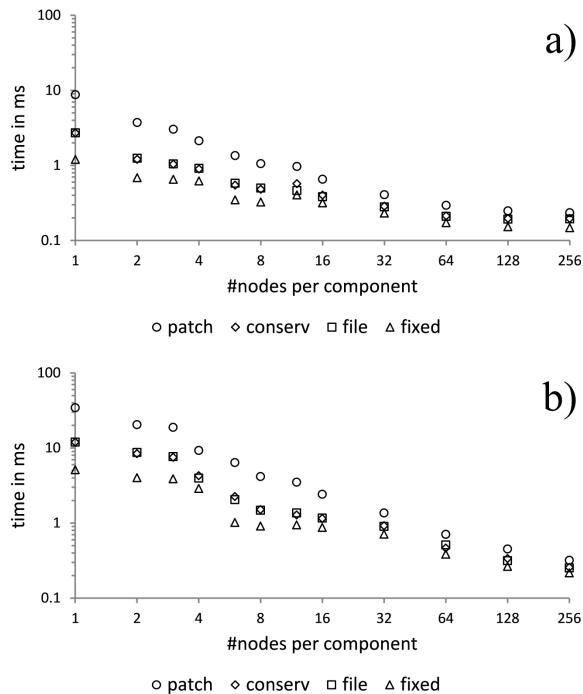 a)
100
10
1
0.1
time in ms
1 2 4 8 16 32 64 128 256
#nodes per component
patch conserv file fixed
b)
100
10
1
0.1
time in ms
1 2 4 8 16 32 64 128 256
#nodes per component
patch conserv file fixed